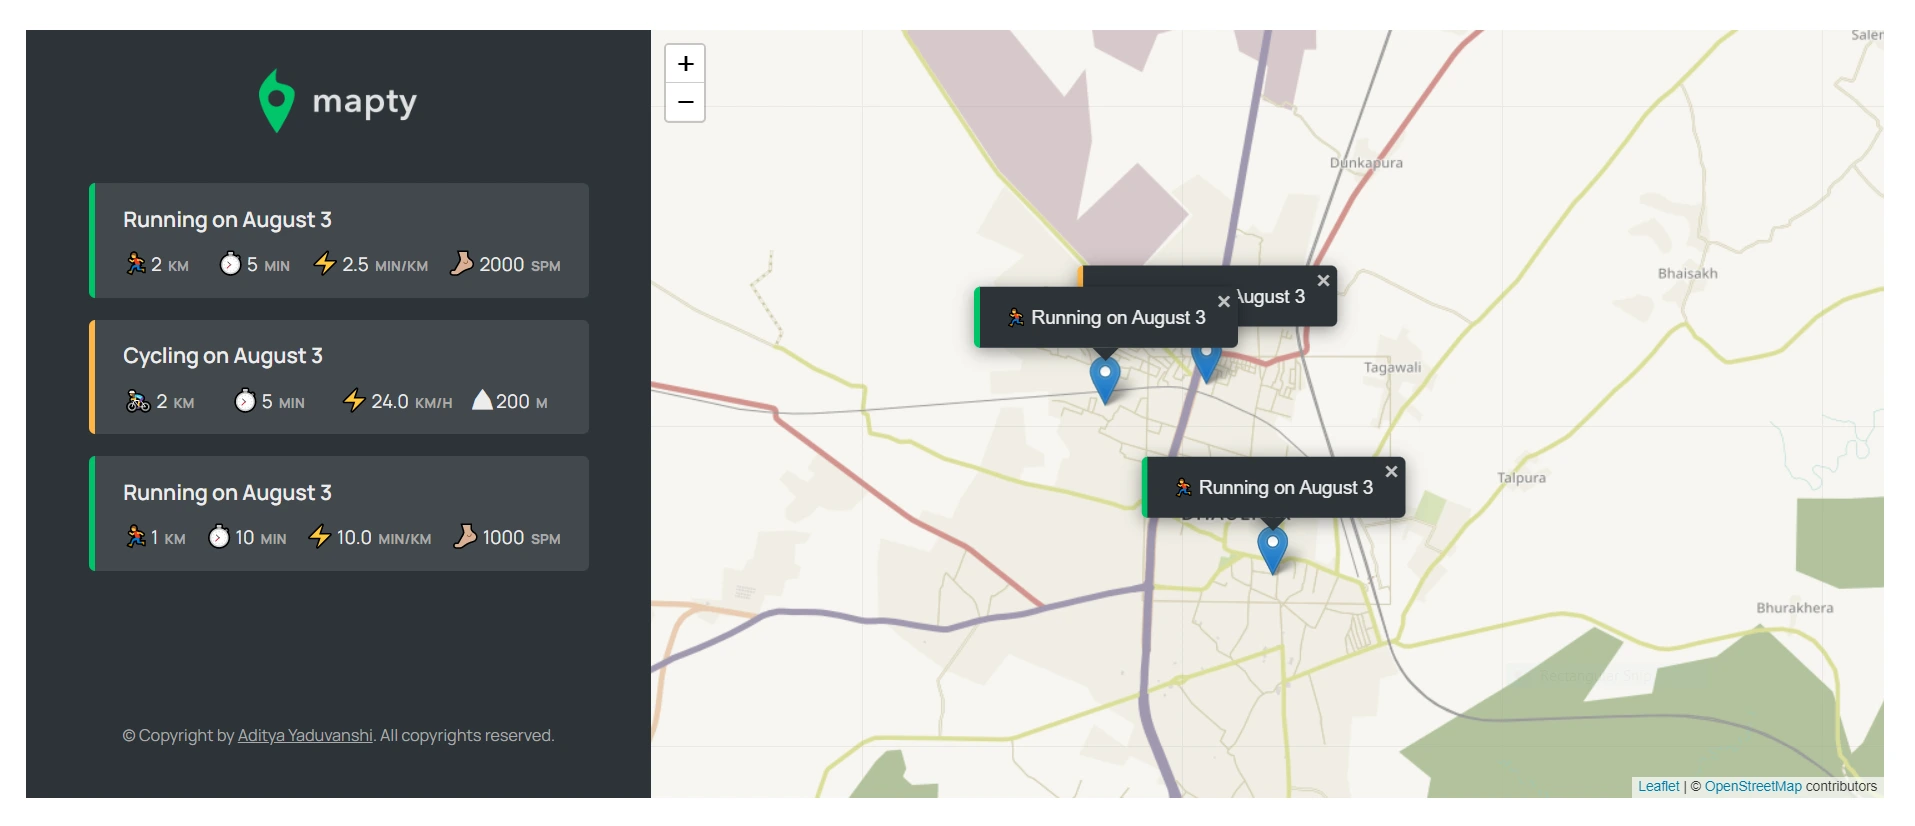 mapty
Running on August 3
2 KM 5 MIN 2.5 MIN/KM 2000 SPM
Cycling on August 3
2 KM 5 MIN 24.0 KM/H 200 M
Running on August 3
1 KM 10 MIN 10.0 MIN/KM 1000 SPM
© Copyright by Aditya Yaduvanshi. All copyrights reserved.
+
−
Dunkapura
Bhaisakh
August 3 ×
Running on August 3 ×
Tagawali
Running on August 3 ×
Talpura
Bhurakhera
Leaflet | © OpenStreetMap contributors